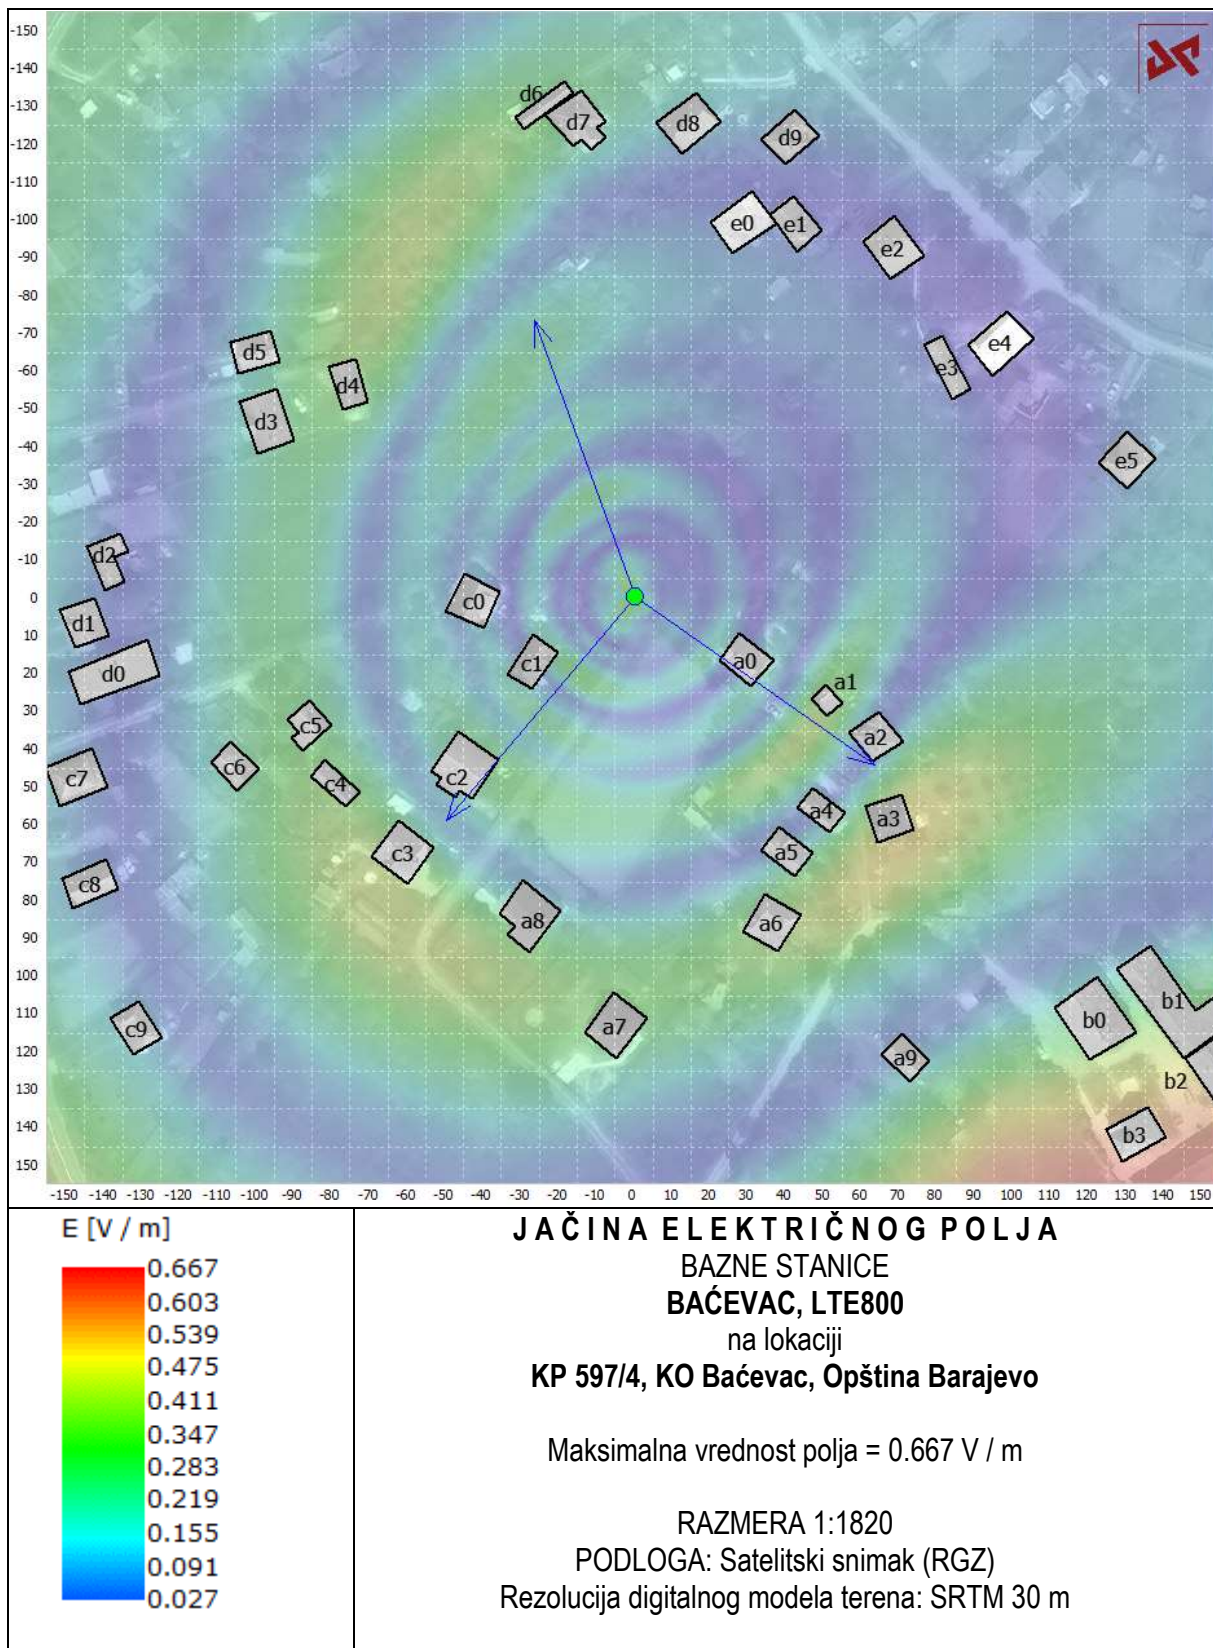 -150
-140
-130
-120
-110
-100
-90
-80
-70
-60
-50
-40
-30
-20
-10
0
10
20
30
40
50
60
70
80
90
100
110
120
130
140
150
d6
d7
d8
d9
e0
e1
e2
e4
e3
d5
d4
d3
e5
d2
c0
d1
c1
a0
d0
a1
c5
a2
c6
c2
c7
c4
a4
a3
c3
a5
c8
a8
a6
b1
b0
c9
a7
a9
b2
b3
-150 -140 -130 -120 -110 -100 -90 -80 -70 -60 -50 -40 -30 -20 -10 0 10 20 30 40 50 60 70 80 90 100 110 120 130 140 150
E [V / m]
0.667
0.603
0.539
0.475
0.411
0.347
0.283
0.219
0.155
0.091
0.027
JAČINA ELEKTRIČNOG POLJA
BAZNE STANICE
BAĆEVAC, LTE800
na lokaciji
KP 597/4, KO Baćevac, Opština Barajevo
Maksimalna vrednost polja = 0.667 V / m
RAZMERA 1:1820
PODLOGA: Satelitski snimak (RGZ)
Rezolucija digitalnog modela terena: SRTM 30 m